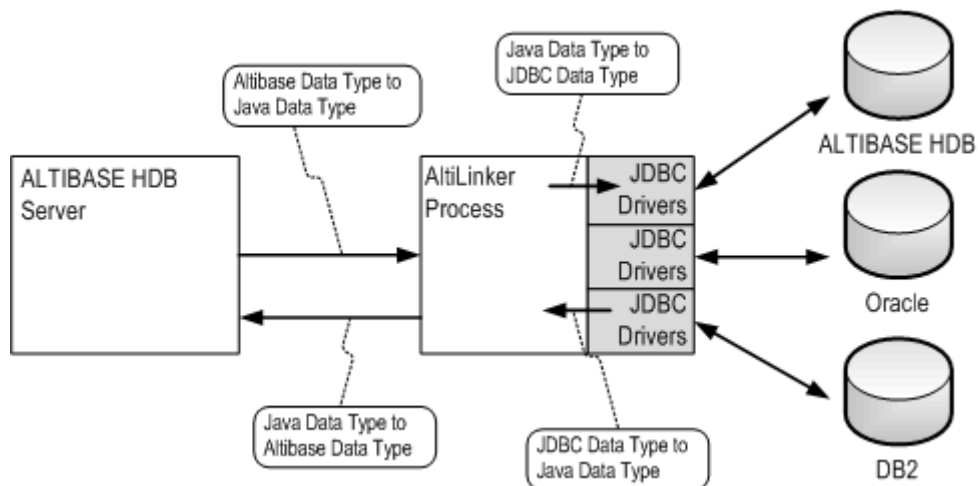 Java Data Type to
JDBC Data Type
Altibase Data Type to
Java Data Type
ALTIBASE HDB
ALTIBASE HDB
Server
AltiLinker
Process
JDBC
Drivers
JDBC
Drivers
JDBC
Drivers
Oracle
Java Data Type to
Altibase Data Type
JDBC Data Type to
Java Data Type
DB2